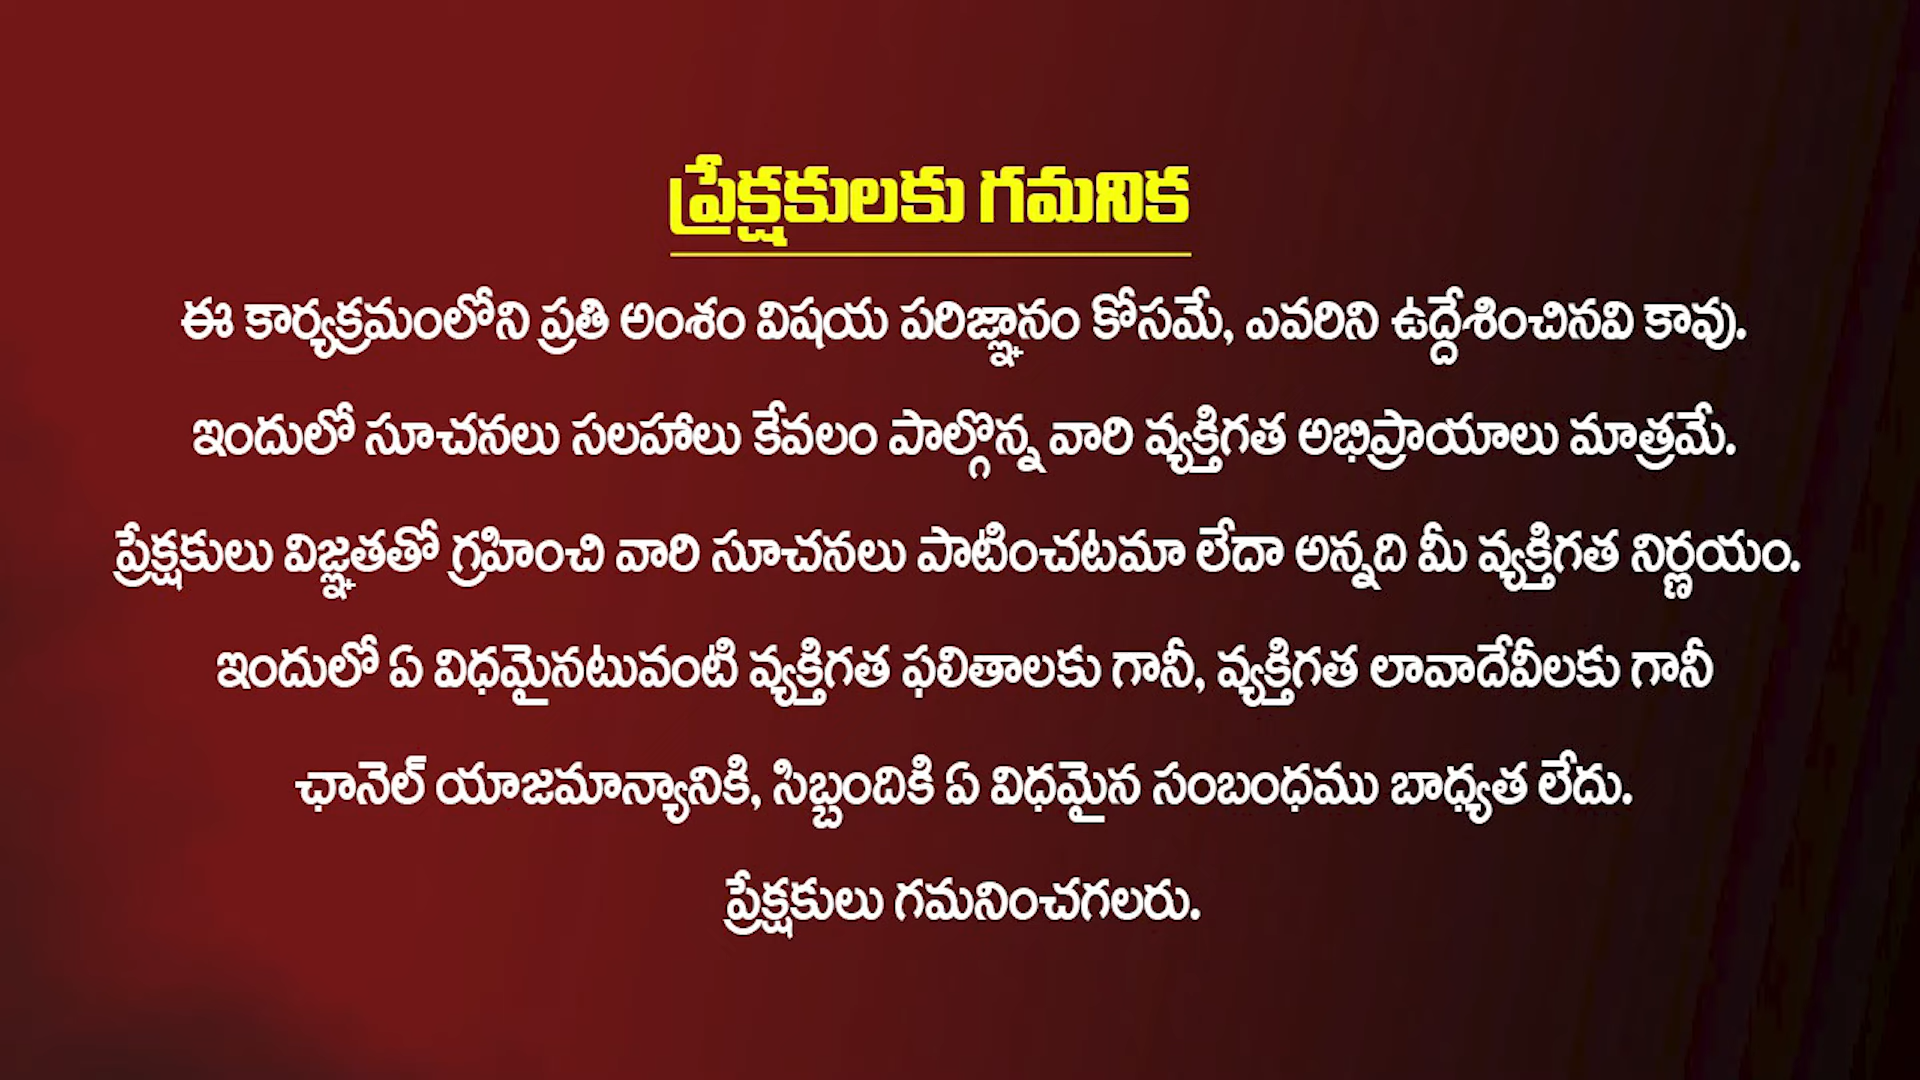 ప్రేక్షకులకు గమనిక
ఈ కార్యక్రమంలోని ప్రతి అంశం విషయ పరిజ్ఞానం కోసమే, ఎవరిని ఉద్దేశించినవి కావు.
ఇందులో సూచనలు సలహాలు కేవలం పాల్గొన్న వారి వ్యక్తిగత అభిప్రాయాలు మాత్రమే.
ప్రేక్షకులు విజ్ఞతతో గ్రహించి వారి సూచనలు పాటించటమా లేదా అన్నది మీ వ్యక్తిగత నిర్ణయం.
ఇందులో ఏ విధమైనటువంటి వ్యక్తిగత ఫలితాలకు గానీ, వ్యక్తిగత లావాదేవీలకు గానీ
ఛానెల్ యాజమాన్యానికి, సిబ్బందికి ఏ విధమైన సంబంధము బాధ్యత లేదు.
ప్రేక్షకులు గమనించగలరు.